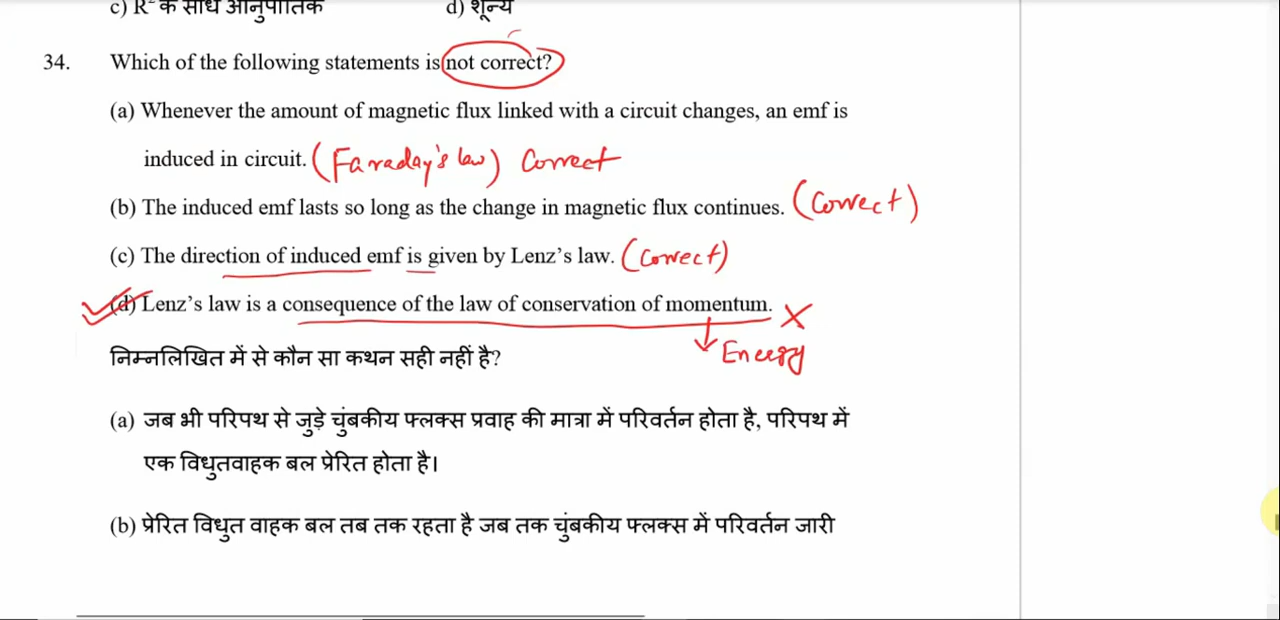 c) R² के साथ आनुपातिक d) शून्य
34. Which of the following statements is not correct?
(a) Whenever the amount of magnetic flux linked with a circuit changes, an emf is
induced in circuit. (Faraday's law) Correct
(b) The induced emf lasts so long as the change in magnetic flux continues. (Correct)
(c) The direction of induced emf is given by Lenz's law. (Correct)
(d) Lenz's law is a consequence of the law of conservation of momentum. X
Energy
निम्नलिखित में से कौन सा कथन सही नहीं है?
(a) जब भी परिपथ से जुड़े चुंबकीय फ्लक्स प्रवाह की मात्रा में परिवर्तन होता है, परिपथ में
एक विधुतवाहक बल प्रेरित होता है।
(b) प्रेरित विधुत वाहक बल तब तक रहता है जब तक चुंबकीय फ्लक्स में परिवर्तन जारी